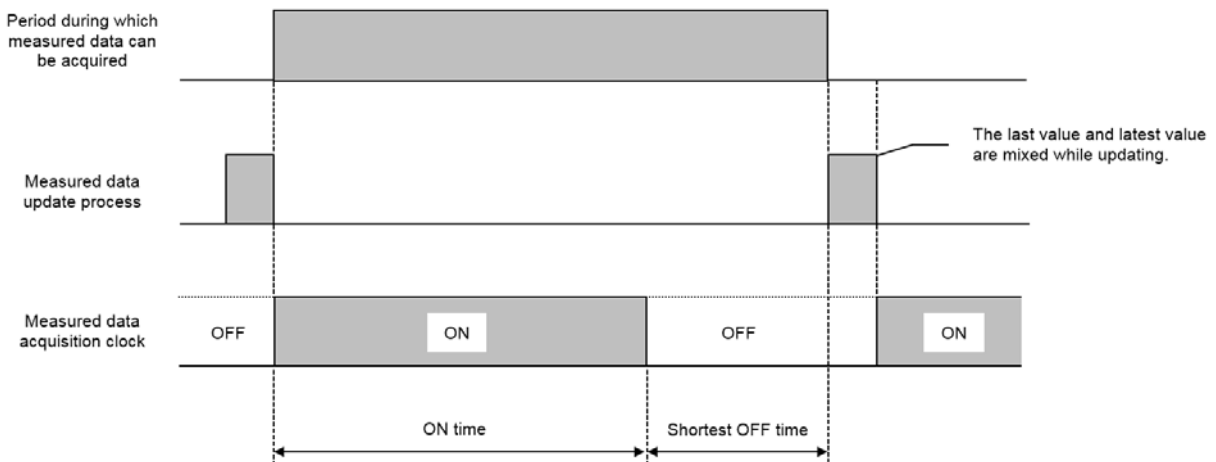 Period during which
measured data can
be acquired
The last value and latest value
are mixed while updating.
Measured data
update process
Measured data
acquisition clock
OFF
ON
OFF
ON
ON time
Shortest OFF time